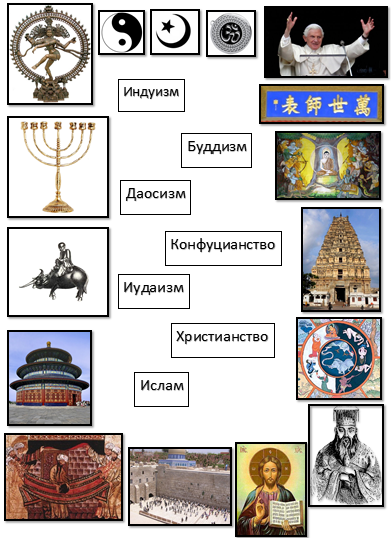 萬世師表
Индуизм
Буддизм
Даосизм
Конфуцианство
Иудаизм
Христианство
Ислам